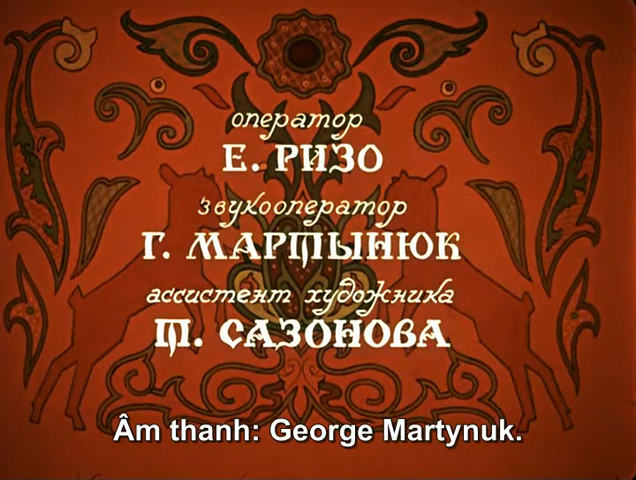 оператор
Е. РИЗО
звукооператор
Г. МАРТЫНЮК
ассистент художника
Т. САЗОНОВА
Âm thanh: George Martynuk.